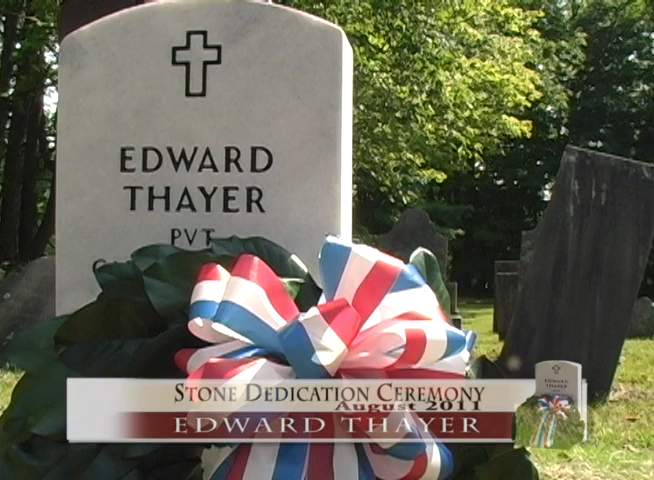 EDWARD
THAYER
PVT
STONE DEDICATION CEREMONY
August 2011
EDWARD THAYER